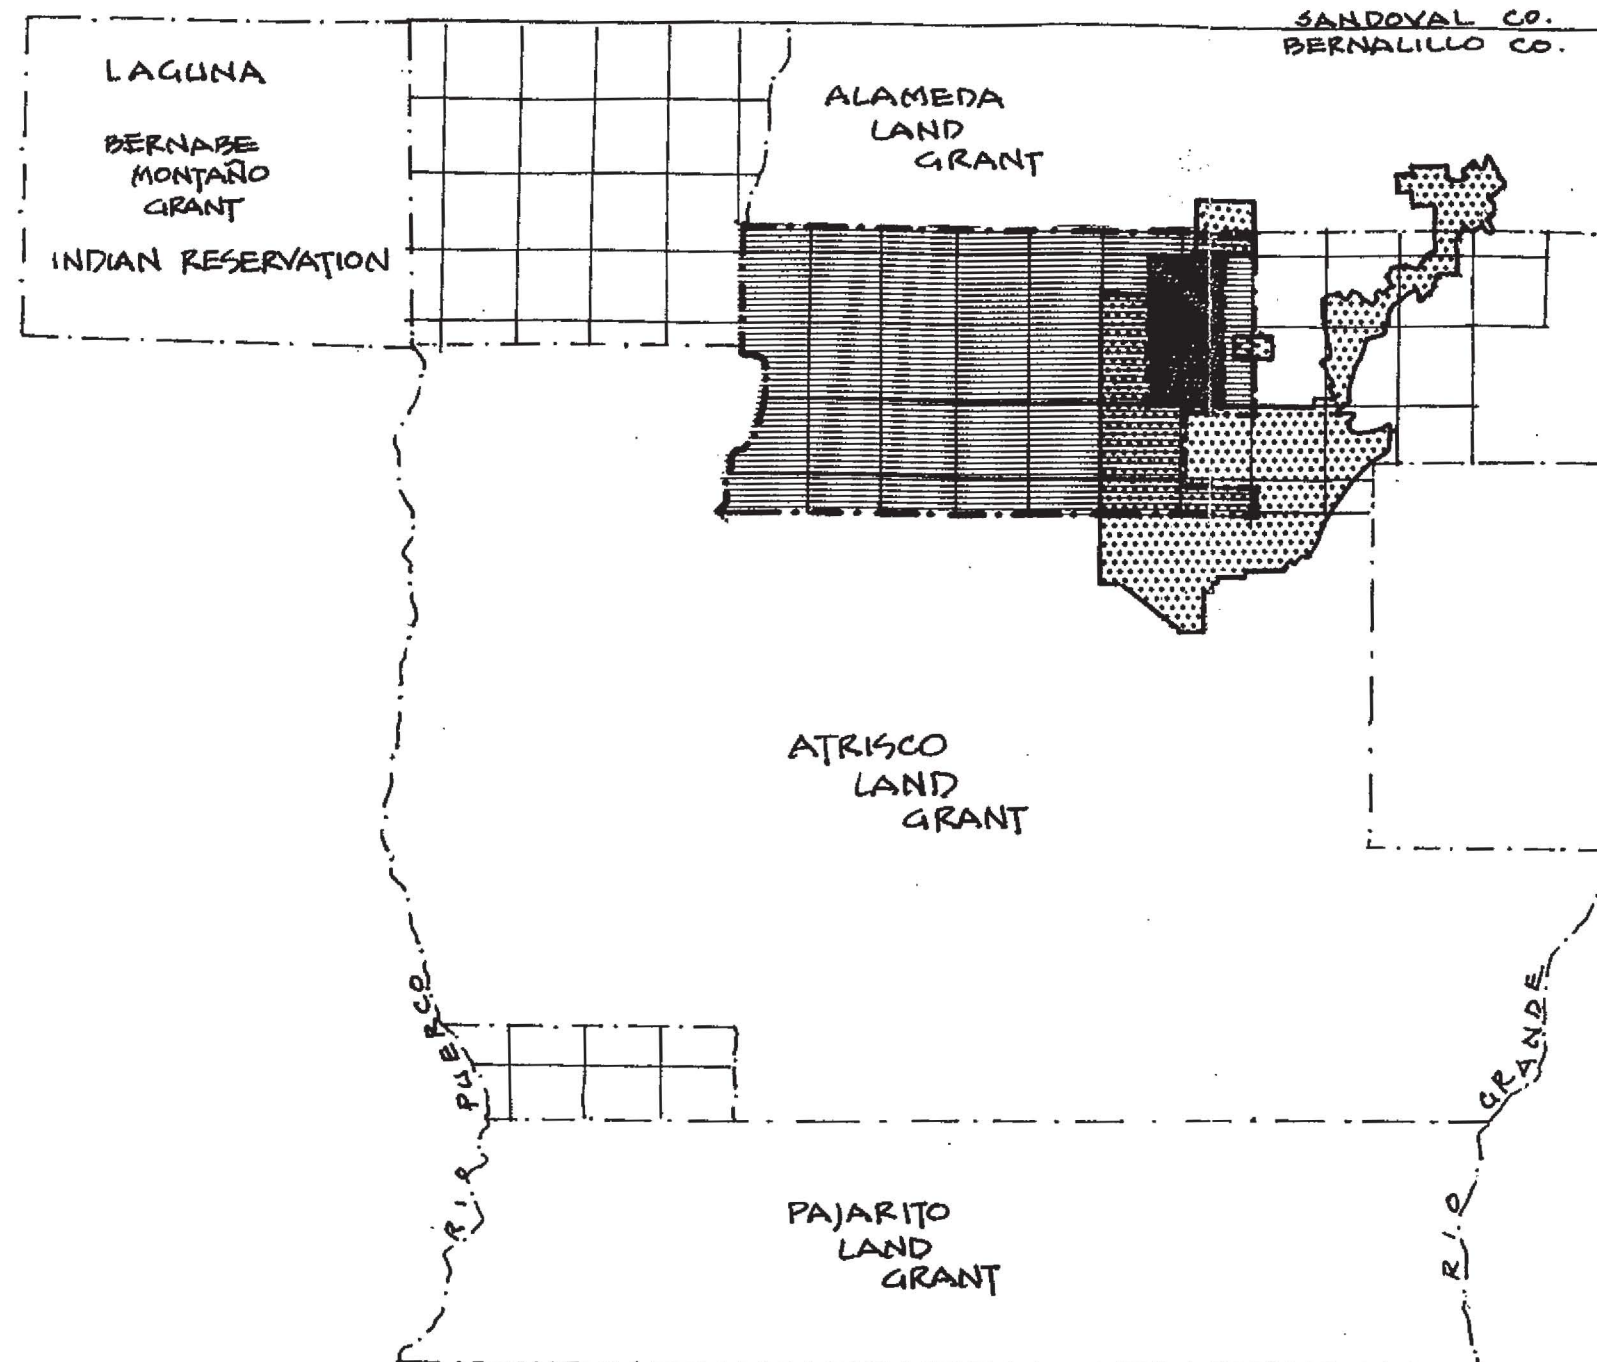 SANDOVAL CO.
BERNALILLO CO.
LAGUNA
BERNABE
MONTAÑO
GRANT
INDIAN RESERVATION
ALAMEDA
LAND
GRANT
ATRISCO
LAND
GRANT
RIO PUERCO
RIO GRANDE
PAJARITO
LAND
GRANT